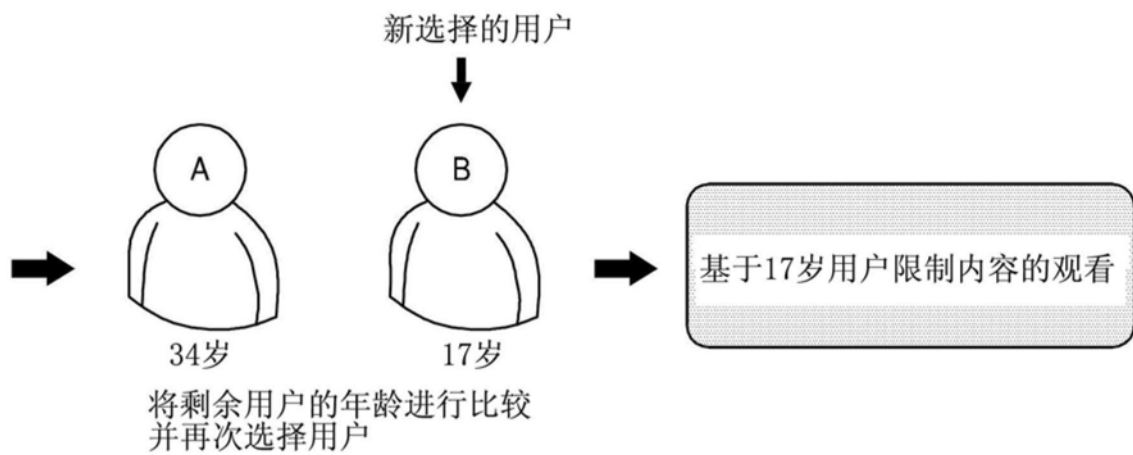 新选择的用户
A
B
34岁
17岁
基于17岁用户限制内容的观看
将剩余用户的年龄进行比较
并再次选择用户